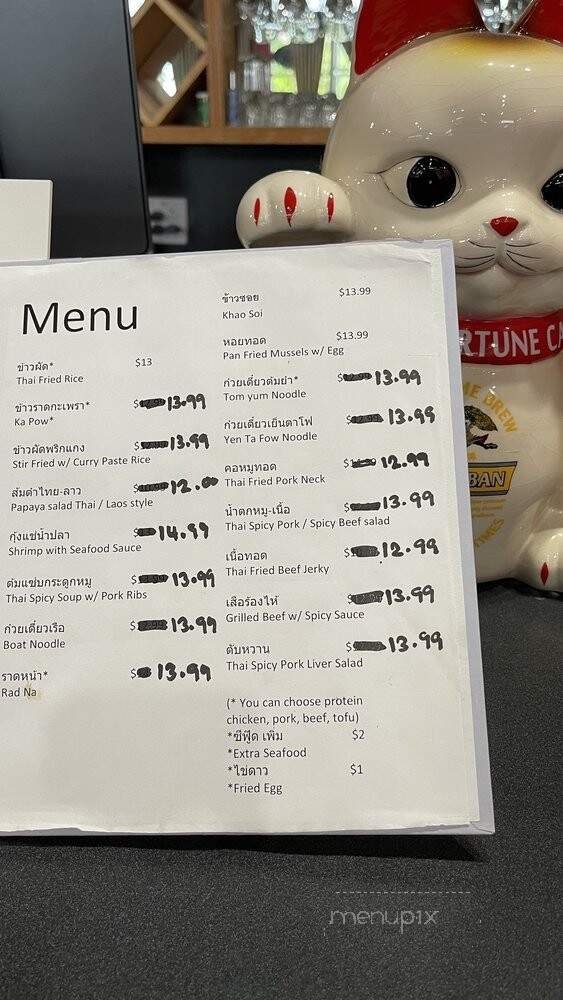 Menu
ข้าวผัด* $13
Thai Fried Rice
ข้าวราดกะเพรา* $ 13.99
Ka Pow*
ข้าวผัดพริกแกง $ 13.99
Stir Fried w/ Curry Paste Rice
ส้มตำไทย-ลาว $ 12.00
Papaya salad Thai / Laos style
กุ้งแช่น้ำปลา $ 14.99
Shrimp with Seafood Sauce
ต้มแซ่บกระดูกหมู $ 13.99
Thai Spicy Soup w/ Pork Ribs
ก๋วยเตี๋ยวเรือ $ 13.99
Boat Noodle
ราดหน้า* $ 13.99
Rad Na
ข้าวซอย $13.99
Khao Soi
หอยทอด $13.99
Pan Fried Mussels w/ Egg
ก๋วยเตี๋ยวต้มยำ* $ 13.99
Tom yum Noodle
ก๋วยเตี๋ยวเย็นตาโฟ $ 13.99
Yen Ta Fow Noodle
คอหมูทอด $ 12.99
Thai Fried Pork Neck
น้ำตกหมู-เนื้อ $ 13.99
Thai Spicy Pork / Spicy Beef salad
เนื้อทอด $ 12.99
Thai Fried Beef Jerky
เสือร้องไห้ $ 13.99
Grilled Beef w/ Spicy Sauce
ตับหวาน $ 13.99
Thai Spicy Pork Liver Salad
(* You can choose protein
chicken, pork, beef, tofu)
*ซีฟู้ด เพิ่ม $2
*Extra Seafood
*ไข่ดาว $1
*Fried Egg
RTUNE CA
ME BREW
BAN
TIMES
menupix